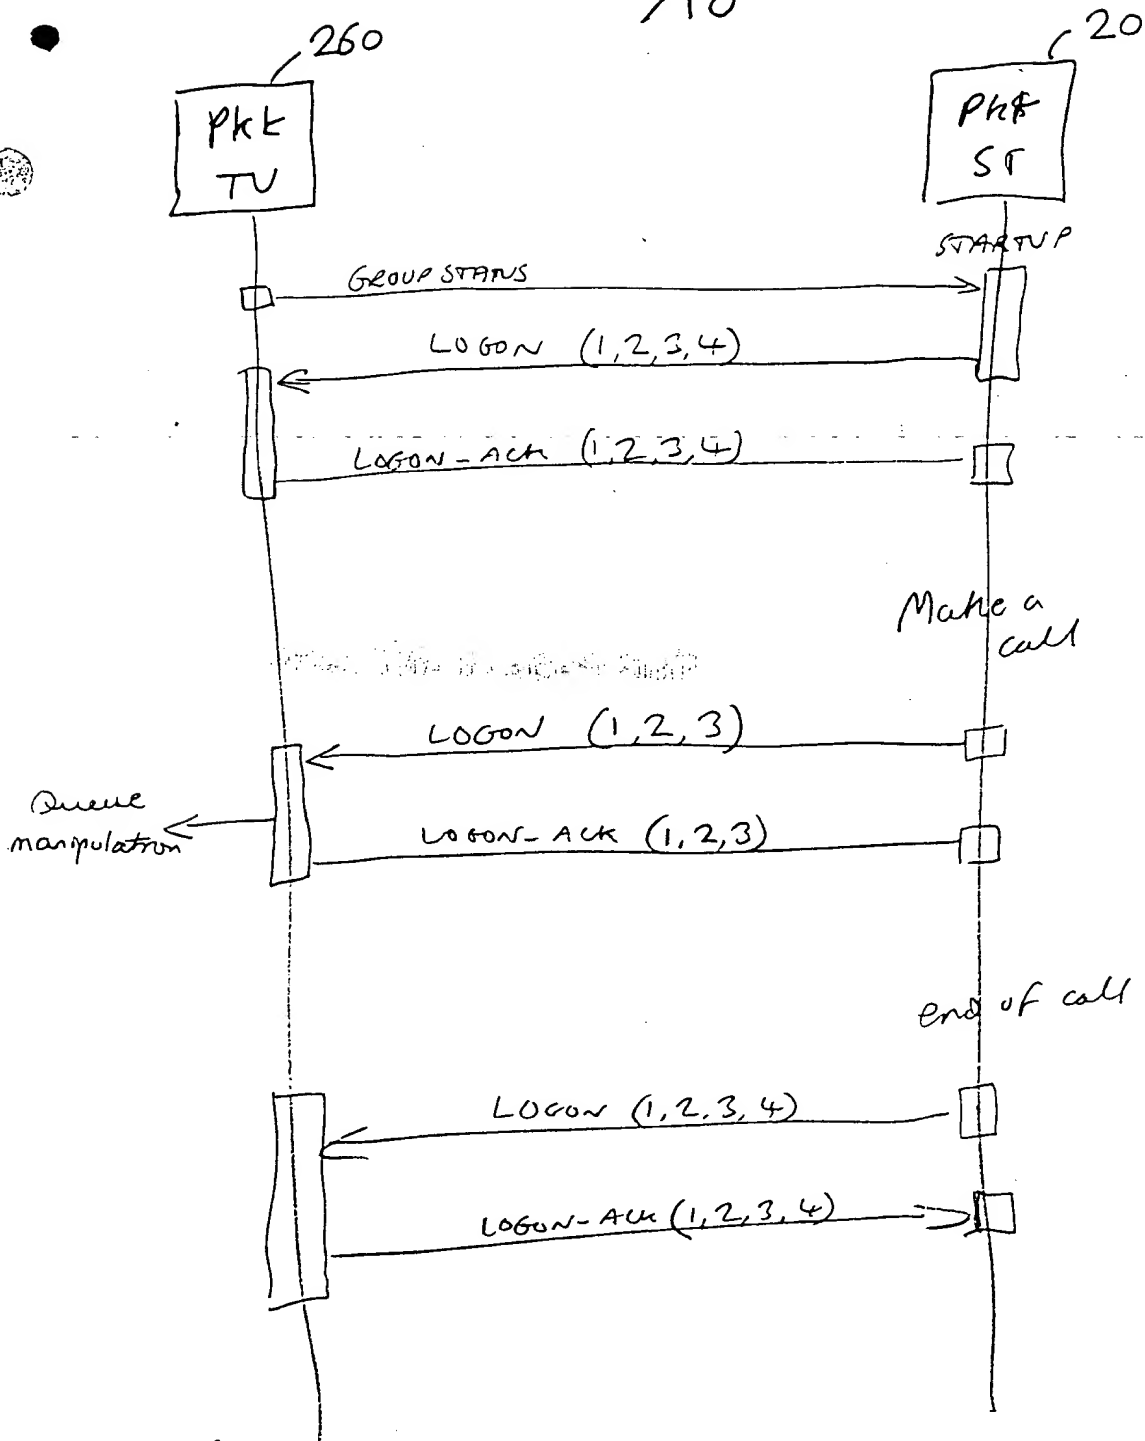 260
20
Pkt
TU
Pkt
ST
STARTUP
GROUP STATUS
LOGON (1,2,3,4)
LOGON-ACK (1,2,3,4)
Make a
call
LOGON (1,2,3)
Queue
manipulation
LOGON-ACK (1,2,3)
end of call
LOGON (1,2,3,4)
LOGON-ACK (1,2,3,4)